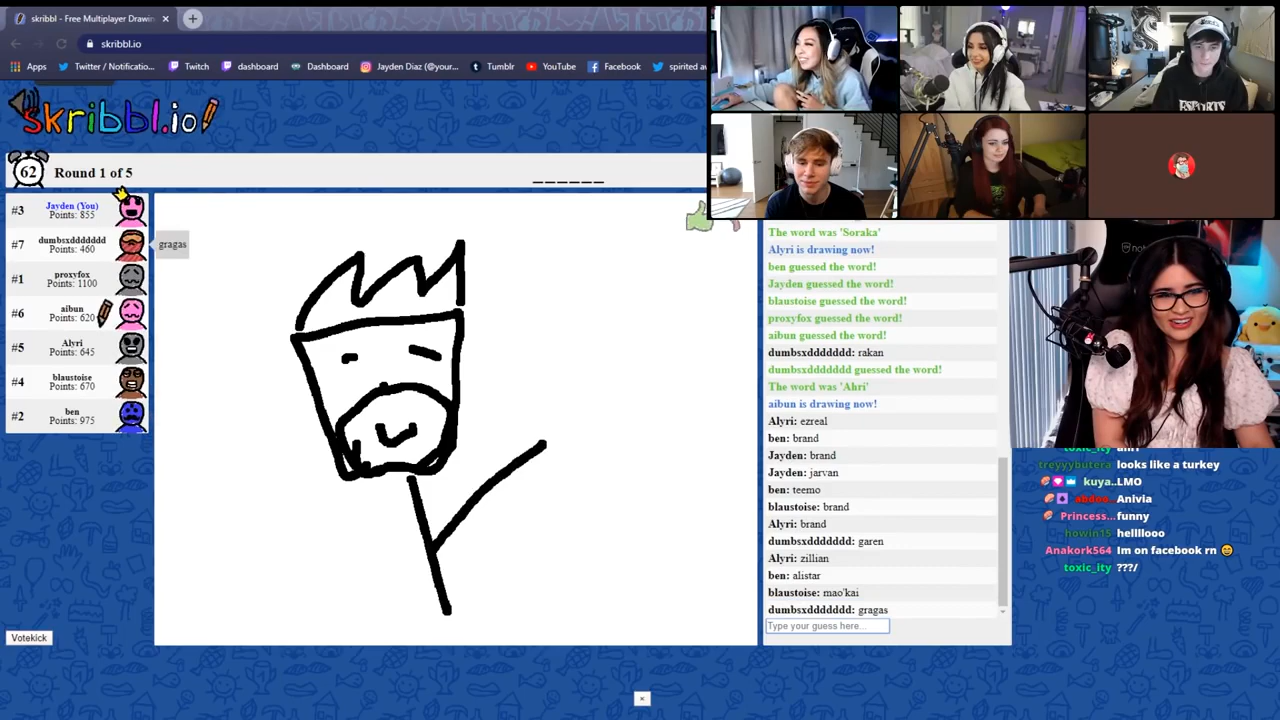 skribbl - Free Multiplayer Drawin
skribbl.io
Apps
Twitter / Notificatio...
Twitch
dashboard
Dashboard
Jayden Diaz (@your...
Tumblr
YouTube
Facebook
spirited av
skribbl.io
62
Round 1 of 5
______
#3
Jayden (You)
Points: 855
#7
dumbsxddddddd
Points: 460
gragas
#1
proxyfox
Points: 1100
#6
aibun
Points: 620
#5
Alyri
Points: 645
#4
blaustoise
Points: 670
#2
ben
Points: 975
Votekick
The word was 'Soraka'
Alyri is drawing now!
ben guessed the word!
Jayden guessed the word!
blaustoise guessed the word!
proxyfox guessed the word!
aibun guessed the word!
dumbsxddddddd: rakan
dumbsxddddddd guessed the word!
The word was 'Ahri'
aibun is drawing now!
Alyri: ezreal
ben: brand
Jayden: brand
Jayden: jarvan
ben: teemo
blaustoise: brand
Alyri: brand
dumbsxddddddd: garen
Alyri: zillian
ben: alistar
blaustoise: mao'kai
dumbsxddddddd: gragas
Type your guess here...
ESPORTS
toxic_ity ahri
treyyybutera looks like a turkey
kuya..LMO
abdoo.. Anivia
Princess... funny
howin15 hellllooo
Anakork564 Im on facebook rn
toxic_ity ???/